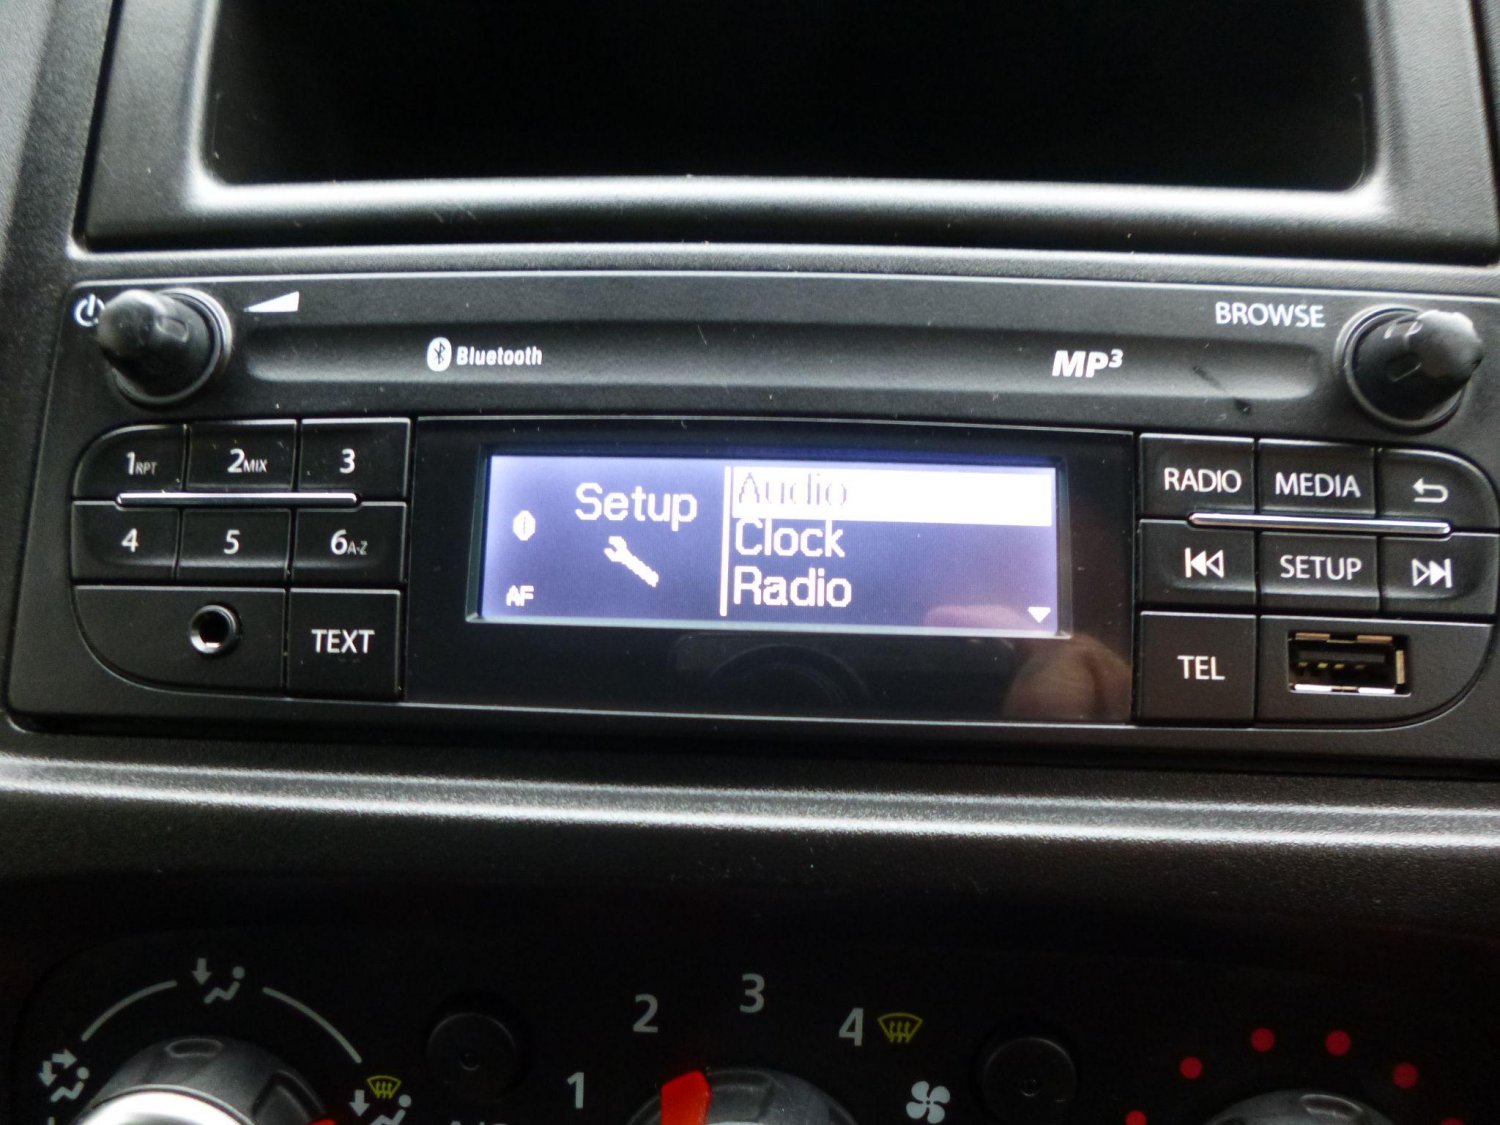 BROWSE
Bluetooth
MP3
1RPT
2MIX
3
4
5
6A-Z
TEXT
Setup
AF
Audio
Clock
Radio
RADIO
MEDIA
SETUP
TEL
1
2
3
4